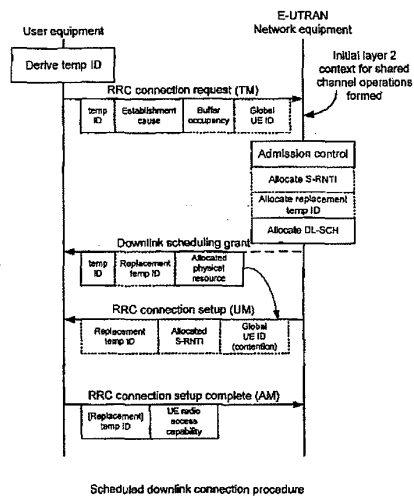 User equipment
E-UTRAN
Network equipment
Derive temp ID
RRC connection request (TM)
Initial layer 2
context for shared
channel operations
formed
temp
ID
Establishment
cause
Buffer
occupancy
Global
UE ID
Admission control
Allocate S-RNTI
Allocate replacement
temp ID
Allocate DL-SCH
Downlink scheduling grant
temp
ID
Replacement
temp ID
Allocated
physical
resource
RRC connection setup (UM)
Replacement
temp ID
Allocated
S-RNTI
Global
UE ID
(contention)
RRC connection setup complete (AM)
[Replacement]
temp ID
UE radio
access
capability
Scheduled downlink connection procedure